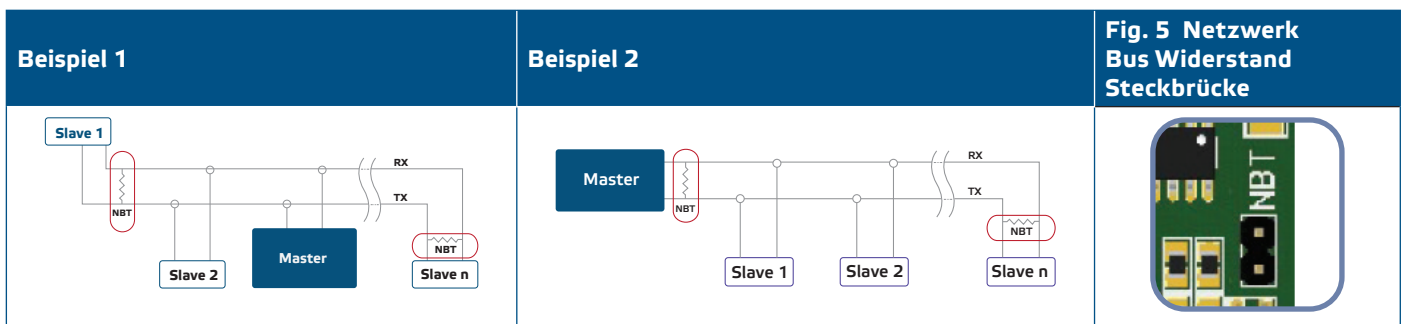 Beispiel 1
Beispiel 2
Fig. 5 Netzwerk
Bus Widerstand
Steckbrücke
Slave 1
RX
TX
NBT
NBT
Slave 2
Master
Slave n
Master
RX
TX
NBT
NBT
Slave 1
Slave 2
Slave n
NBT